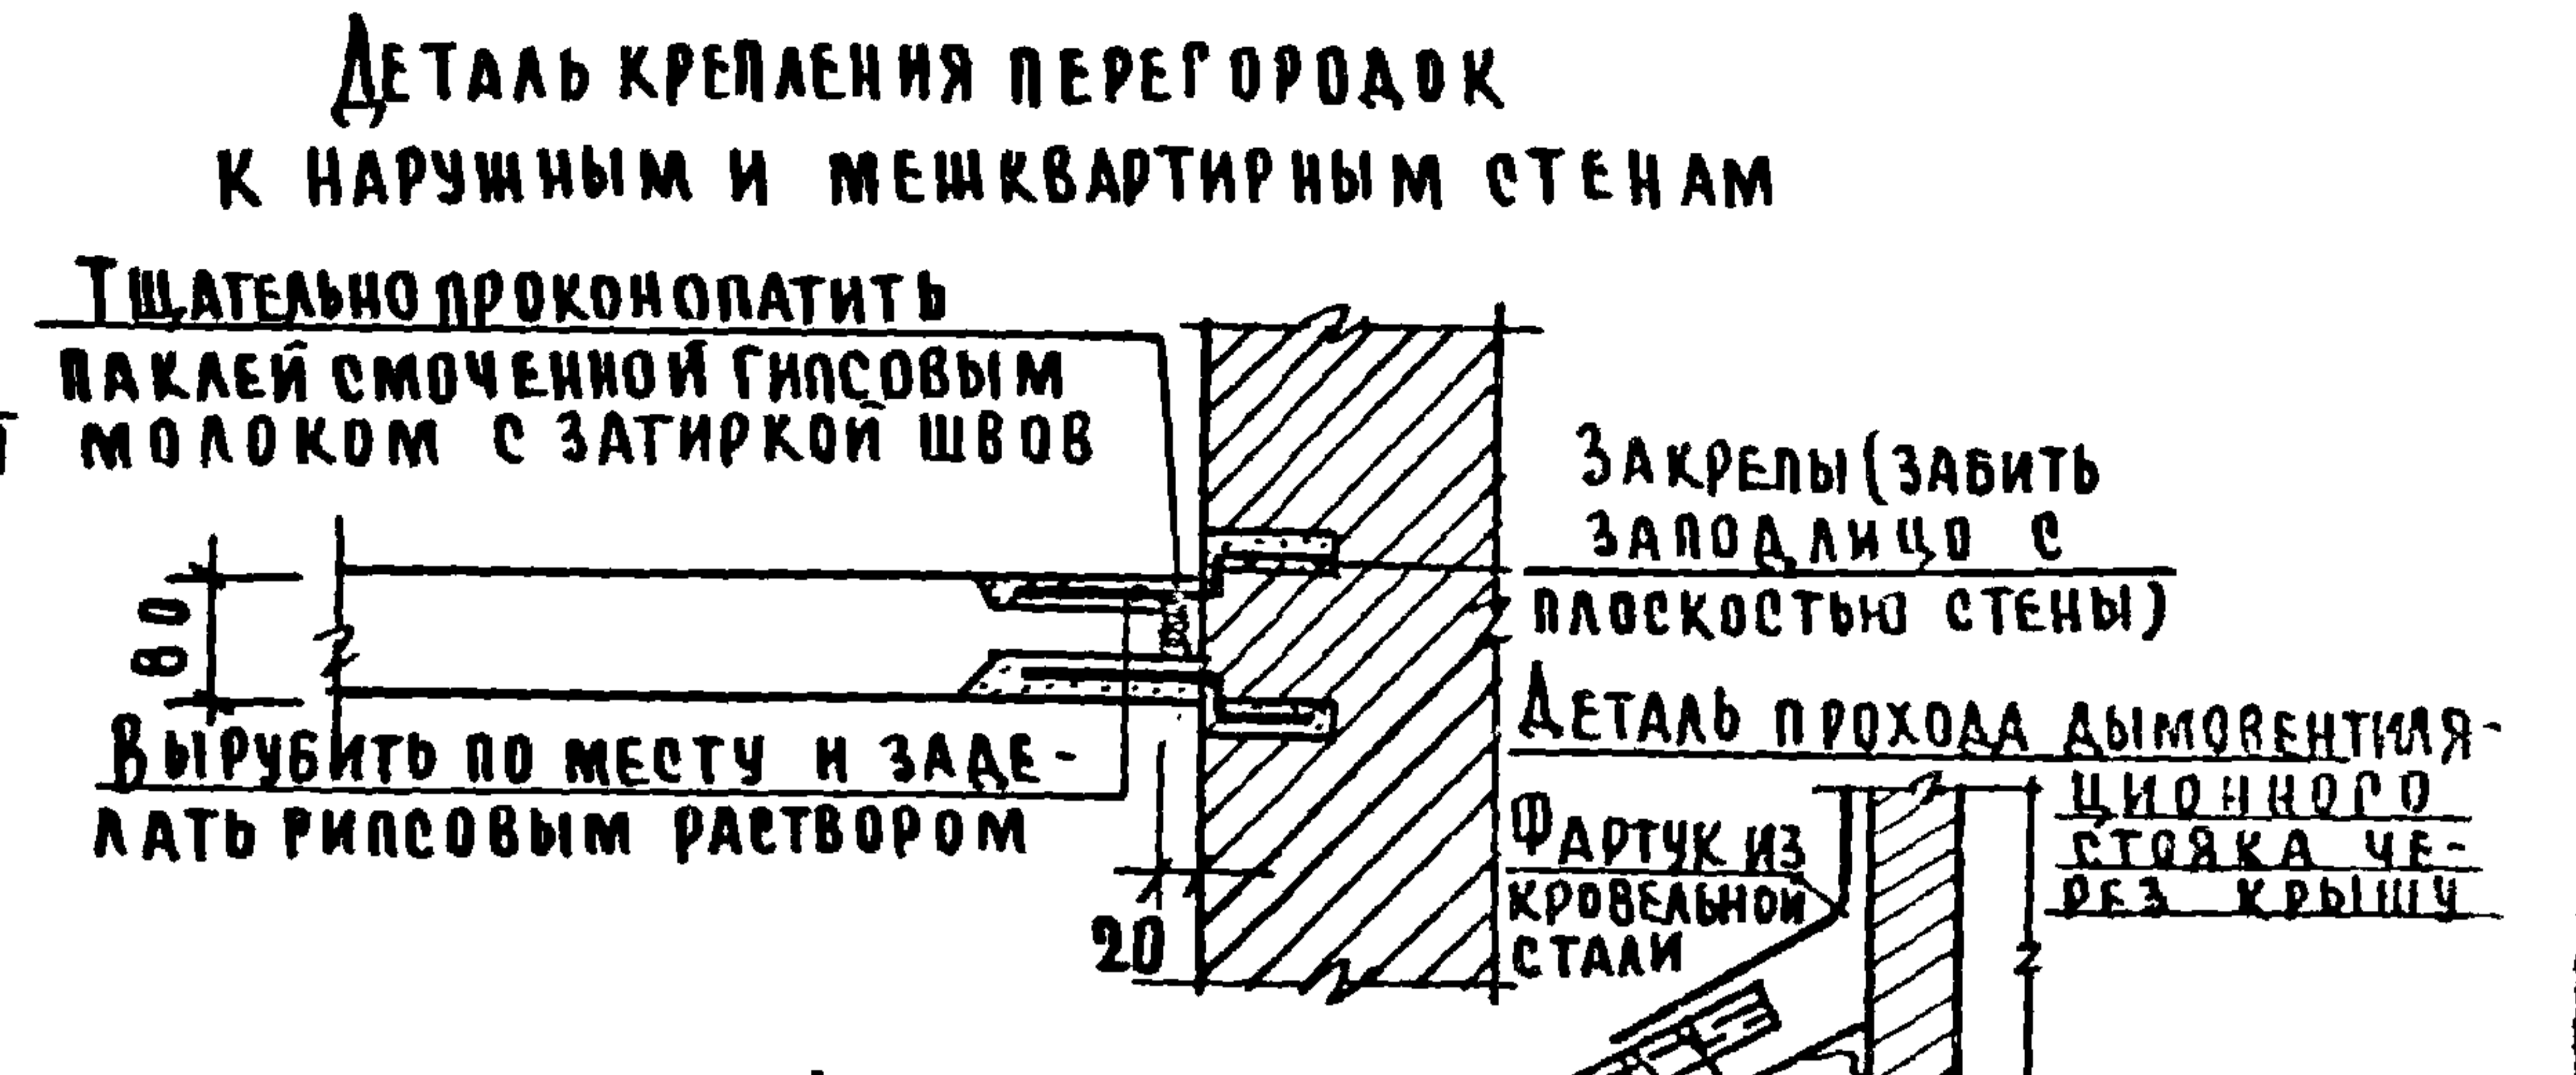 Деталь крепления перегородок
к наружным и межквартирным стенам
Тщательно проконопатить
паклей смоченной гипсовым
молоком с затиркой швов
Закрепы (забить
заподлицо с
плоскостью стены)
80
Вырубить по месту и заде-
лать гипсовым раствором
20
Деталь прохода дымовентиля-
ционного
стояка че-
рез крышу
Фартук из
кровельной
стали